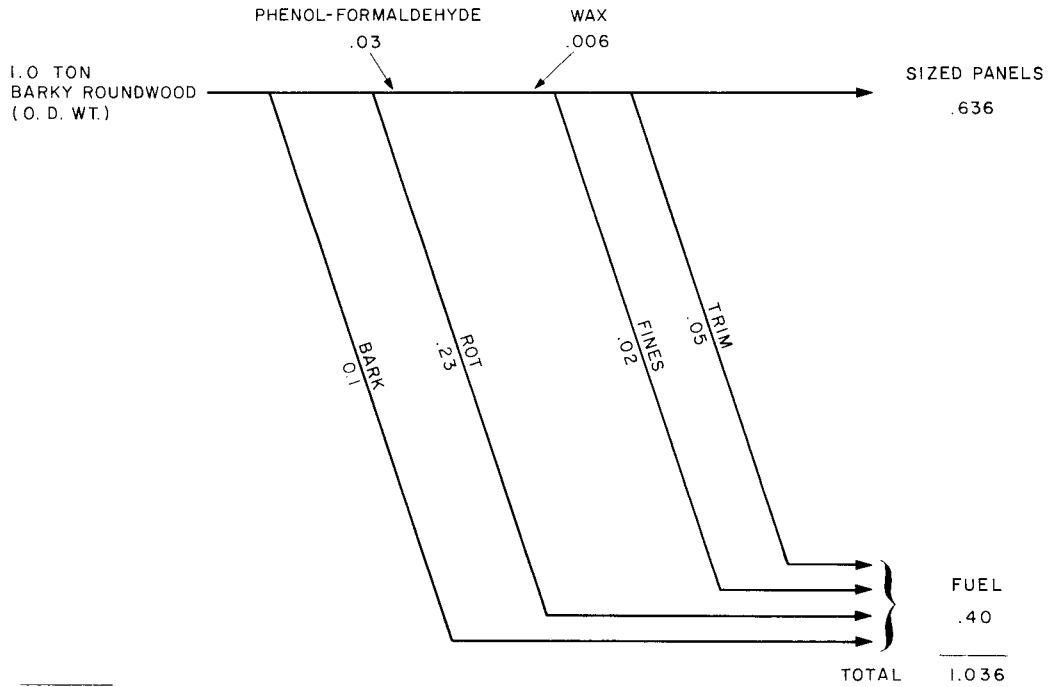 PHENOL-FORMALDEHYDE
.03
WAX
.006
1.0 TON
BARKY ROUNDWOOD
(O. D. WT.)
SIZED PANELS
.636
BARK
0.1
ROT
.23
FINES
.02
TRIM
.05
FUEL
.40
TOTAL 1.036